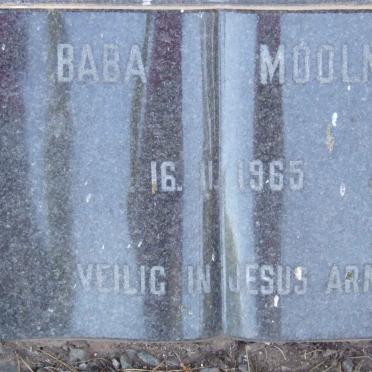 BABA MOOLM
16. 11. 1965
VEILIG IN JESUS ARM